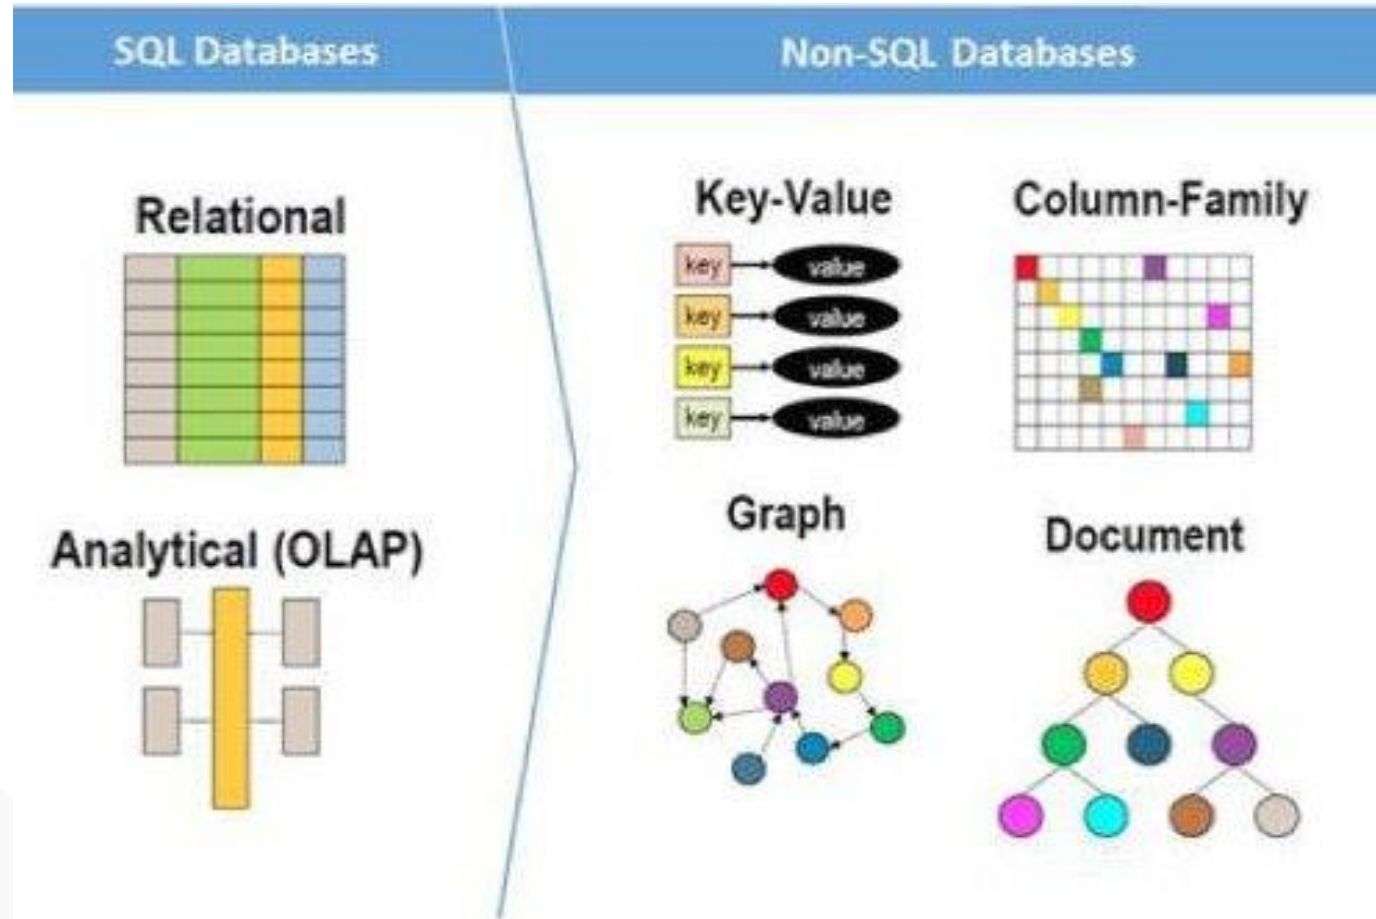 SQL Databases
Non-SQL Databases
Relational
Analytical (OLAP)
Key-Value
key value
key value
key value
key value
Column-Family
Graph
Document